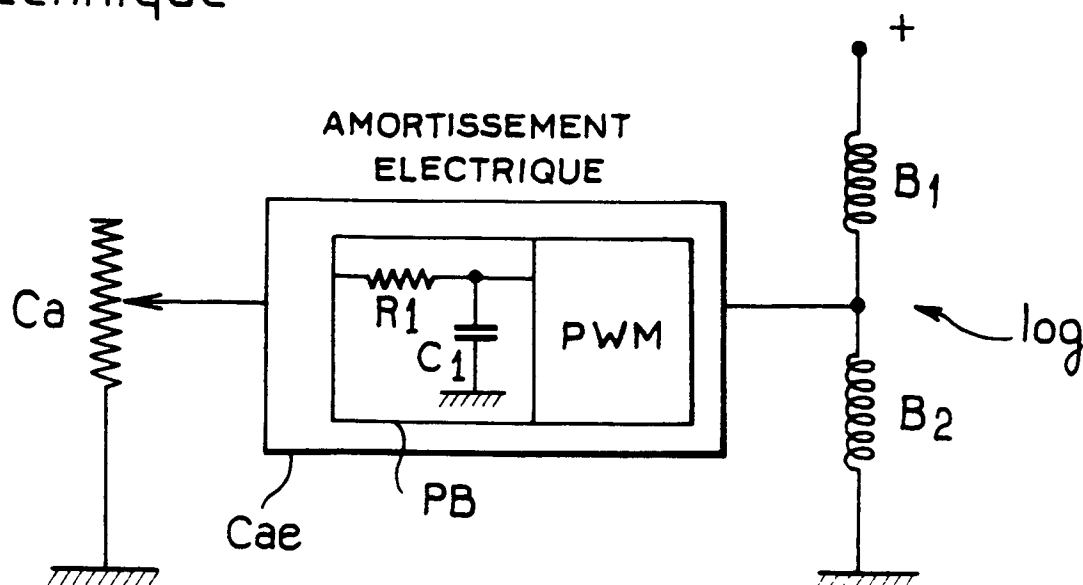 +
AMORTISSEMENT
ELECTRIQUE
B1
Ca
R1
C1
PWM
log
B2
PB
Cae